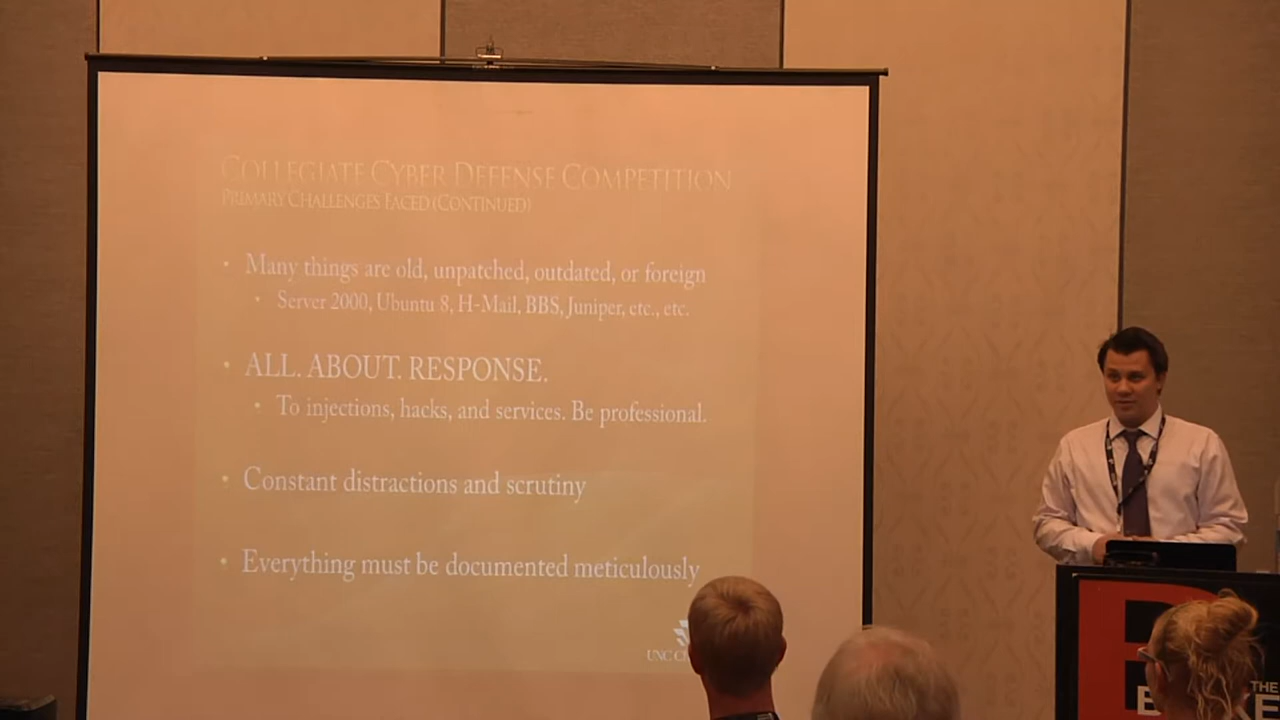 COLLEGIATE CYBER DEFENSE COMPETITION
PRIMARY CHALLENGES FACED (CONTINUED)
• Many things are old, unpatched, outdated, or foreign
• Server 2000, Ubuntu 8, H-Mail, BBS, Juniper, etc., etc.
• ALL. ABOUT. RESPONSE.
• To injections, hacks, and services. Be professional.
• Constant distractions and scrutiny
• Everything must be documented meticulously
UNC
THE